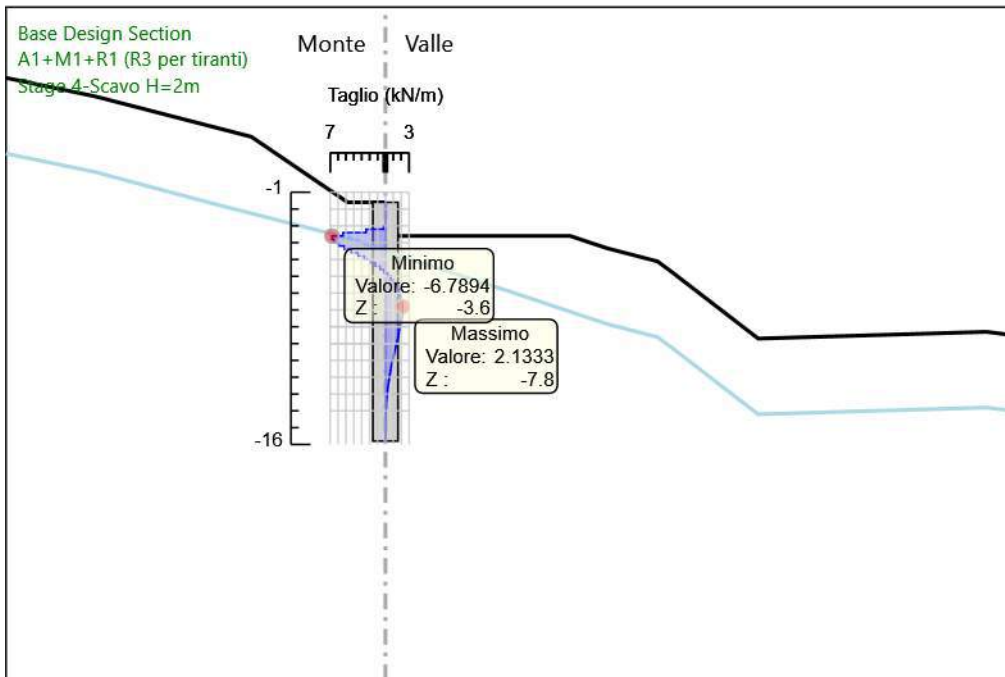 Base Design Section
A1+M1+R1 (R3 per tiranti)
Stage 4-Scavo H=2m
Monte Valle
Taglio (kN/m)
7 3
-1
Minimo
Valore: -6.7894
Z : -3.6
Massimo
Valore: 2.1333
Z : -7.8
-16